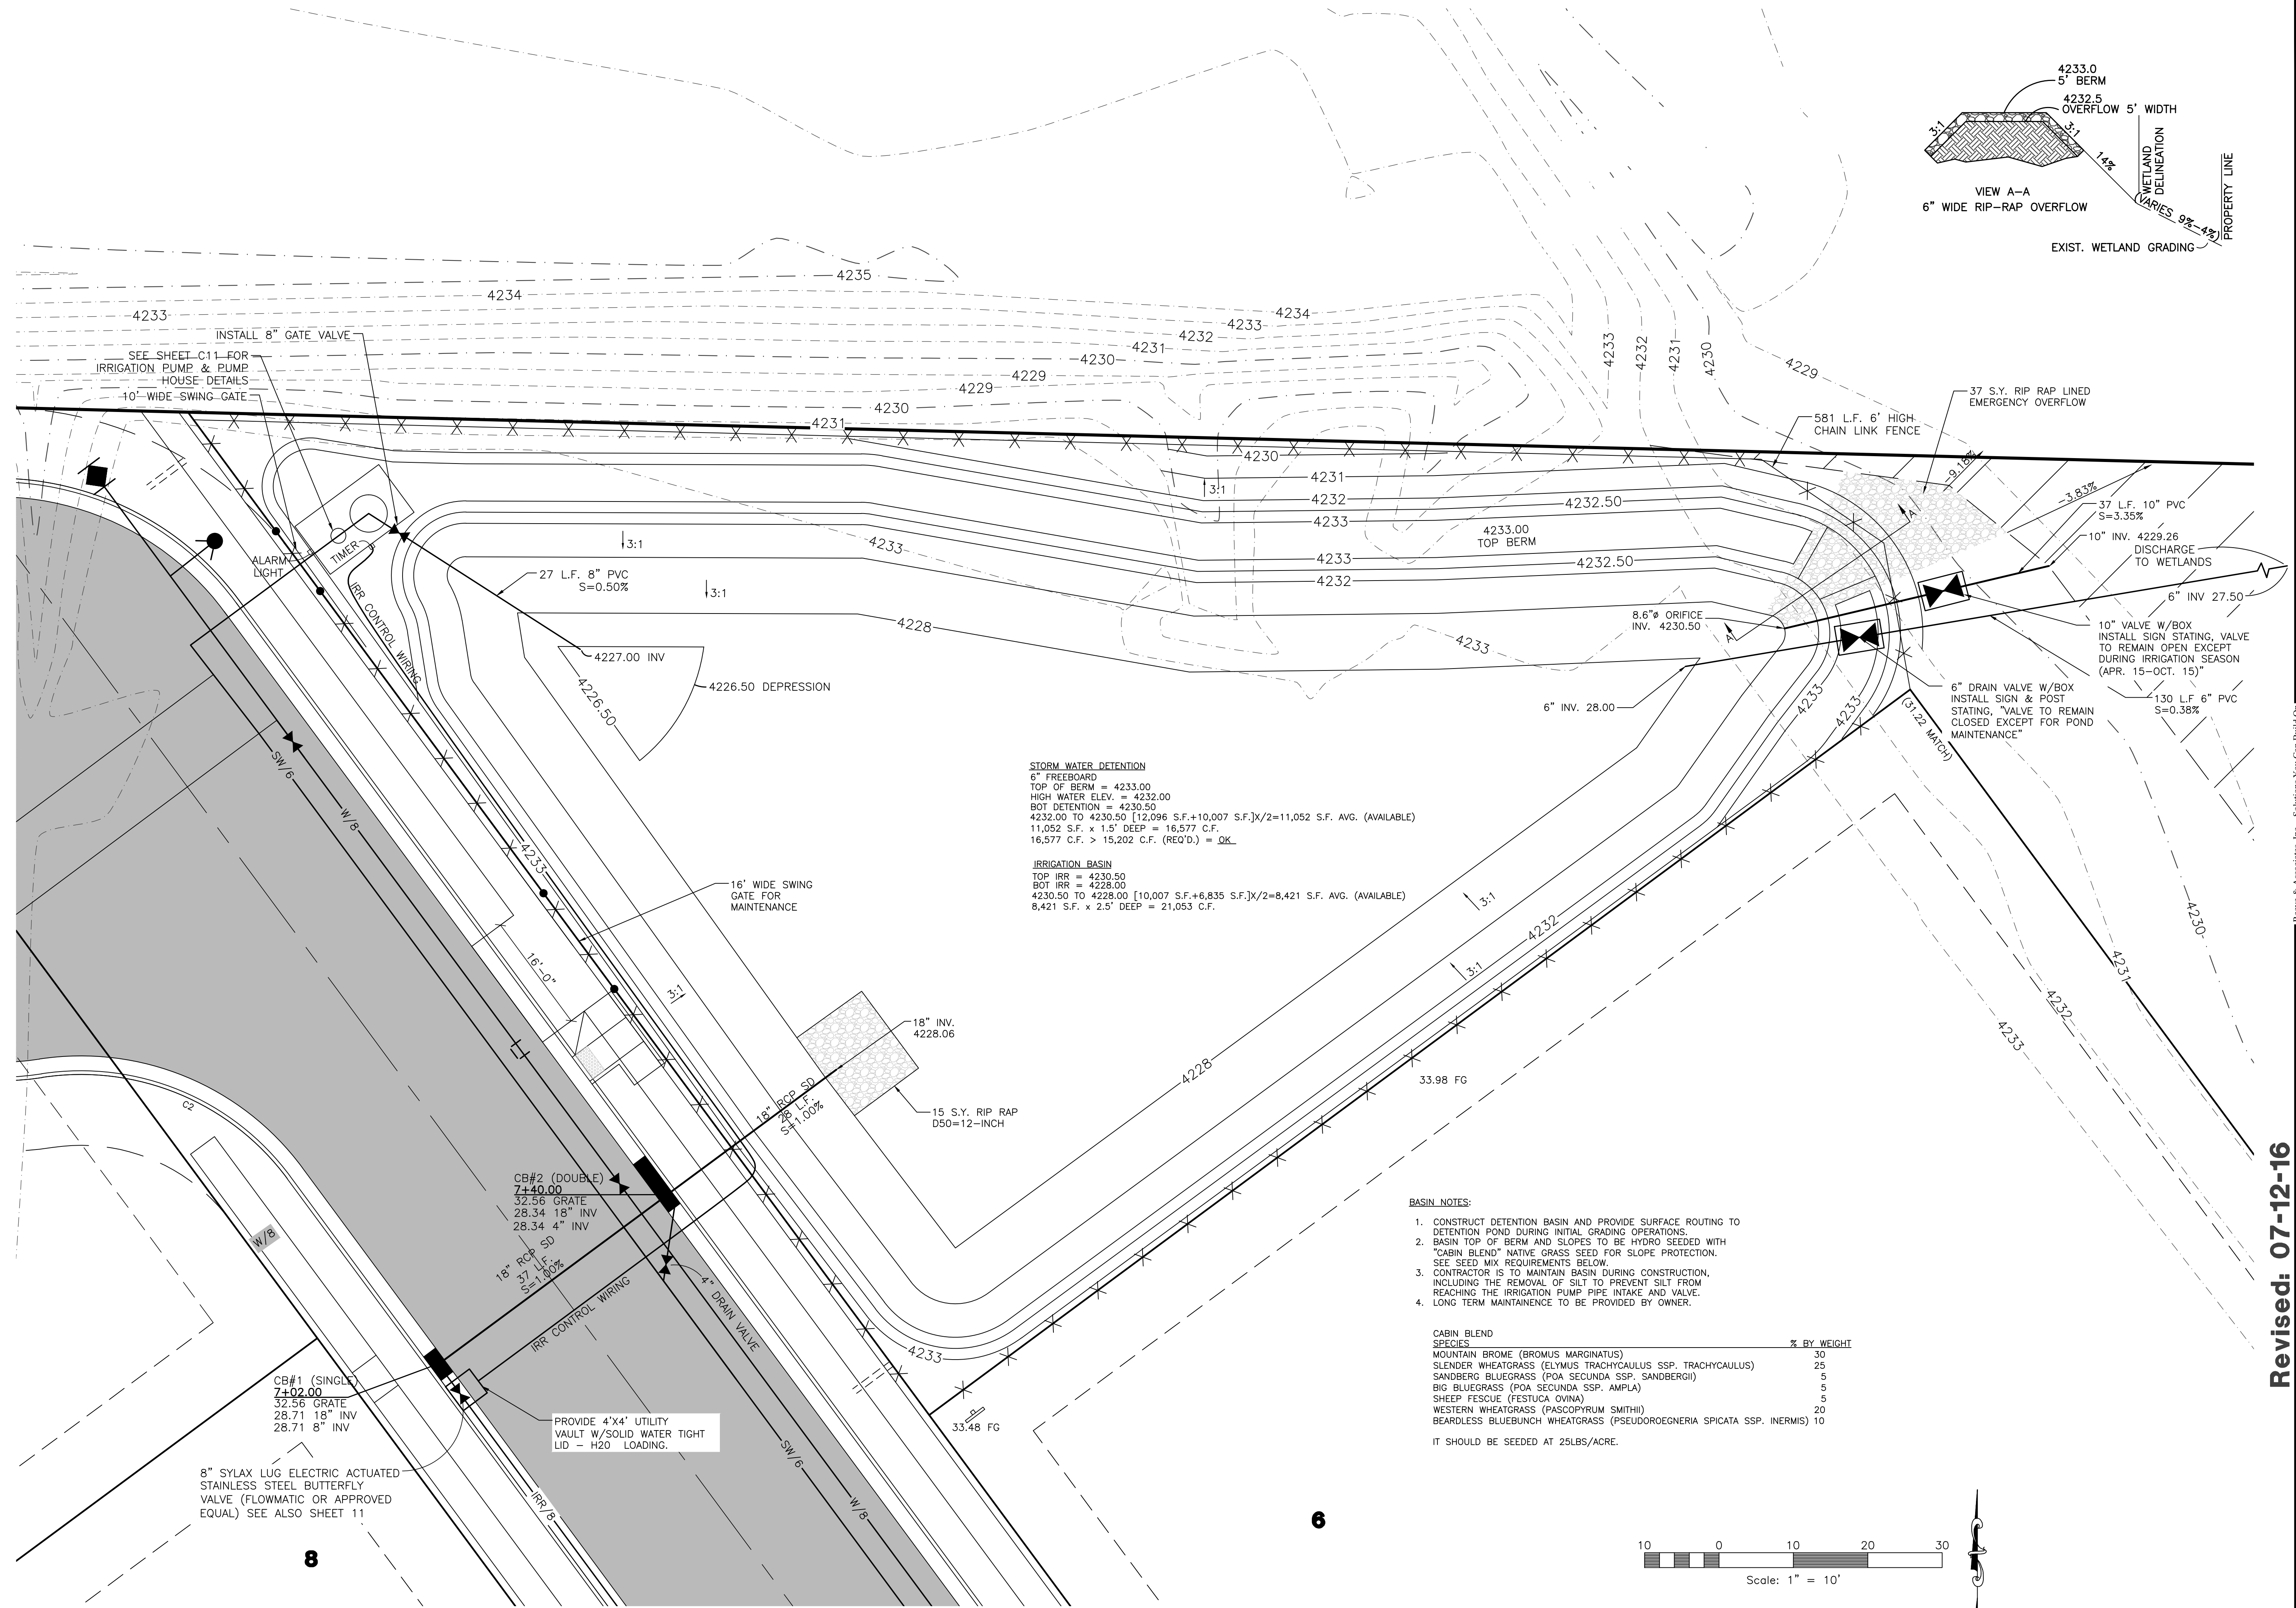 4233.0
5' BERM
4232.5
OVERFLOW 5' WIDTH
3:1
3:1
14%
WETLAND
DELINEATION
PROPERTY LINE
(VARIES 9%-4%)
VIEW A-A
6" WIDE RIP-RAP OVERFLOW
EXIST. WETLAND GRADING
4235
4234
4233
4234
4233
4232
4231
4230
4229
4229
4230
4231
4233
4232
4231
4230
4229
INSTALL 8" GATE VALVE
SEE SHEET C11 FOR
IRRIGATION PUMP & PUMP
HOUSE DETAILS
10' WIDE SWING GATE
37 S.Y. RIP RAP LINED
EMERGENCY OVERFLOW
581 L.F. 6' HIGH
CHAIN LINK FENCE
4230
4231
3:1
4232
4232.50
4233
4233.00
TOP BERM
4233
4233
4232.50
4232
-9.18%
-3.83%
37 L.F. 10" PVC
S=3.35%
10" INV. 4229.26
DISCHARGE
TO WETLANDS
6" INV 27.50
A
A
ALARM
LIGHT
TIMER
IRR CONTROL WIRING
3:1
3:1
27 L.F. 8" PVC
S=0.50%
4228
4233
8.6"ø ORIFICE
INV. 4230.50
10" VALVE W/BOX
INSTALL SIGN STATING, VALVE
TO REMAIN OPEN EXCEPT
DURING IRRIGATION SEASON
(APR. 15-OCT. 15)"
130 L.F 6" PVC
S=0.38%
6" DRAIN VALVE W/BOX
INSTALL SIGN & POST
STATING, "VALVE TO REMAIN
CLOSED EXCEPT FOR POND
MAINTENANCE"
4227.00 INV
4226.50 DEPRESSION
4226.50
6" INV. 28.00
4233
4233
(31.22 MATCH)
SW/6
W/8
STORM WATER DETENTION
6" FREEBOARD
TOP OF BERM = 4233.00
HIGH WATER ELEV. = 4232.00
BOT DETENTION = 4230.50
4232.00 TO 4230.50 [12,096 S.F.+10,007 S.F.]X/2=11,052 S.F. AVG. (AVAILABLE)
11,052 S.F. x 1.5' DEEP = 16,577 C.F.
16,577 C.F. > 15,202 C.F. (REQ'D.) = OK
IRRIGATION BASIN
TOP IRR = 4230.50
BOT IRR = 4228.00
4230.50 TO 4228.00 [10,007 S.F.+6,835 S.F.]X/2=8,421 S.F. AVG. (AVAILABLE)
8,421 S.F. x 2.5' DEEP = 21,053 C.F.
4233
16' WIDE SWING
GATE FOR
MAINTENANCE
16'-0"
3:1
3:1
3:1
4232
4230
4231
4232
4233
18" INV.
4228.06
4228
33.98 FG
18" RCP SD
28 L.F.
S=1.00%
15 S.Y. RIP RAP
D50=12-INCH
C2
CB#2 (DOUBLE)
7+40.00
32.56 GRATE
28.34 18" INV
28.34 4" INV
18" RCP SD
37 L.F.
S=1.00%
W/8
IRR CONTROL WIRING
4" DRAIN VALVE
4233
CB#1 (SINGLE)
7+02.00
32.56 GRATE
28.71 18" INV
28.71 8" INV
PROVIDE 4'X4' UTILITY
VAULT W/SOLID WATER TIGHT
LID - H20 LOADING.
33.48 FG
8" SYLAX LUG ELECTRIC ACTUATED
STAINLESS STEEL BUTTERFLY
VALVE (FLOWMATIC OR APPROVED
EQUAL) SEE ALSO SHEET 11
IRR/8
SW/6
W/8
8
6
BASIN NOTES:
1. CONSTRUCT DETENTION BASIN AND PROVIDE SURFACE ROUTING TO
DETENTION POND DURING INITIAL GRADING OPERATIONS.
2. BASIN TOP OF BERM AND SLOPES TO BE HYDRO SEEDED WITH
"CABIN BLEND" NATIVE GRASS SEED FOR SLOPE PROTECTION.
SEE SEED MIX REQUIREMENTS BELOW.
3. CONTRACTOR IS TO MAINTAIN BASIN DURING CONSTRUCTION,
INCLUDING THE REMOVAL OF SILT TO PREVENT SILT FROM
REACHING THE IRRIGATION PUMP PIPE INTAKE AND VALVE.
4. LONG TERM MAINTAINENCE TO BE PROVIDED BY OWNER.
CABIN BLEND
SPECIES % BY WEIGHT
MOUNTAIN BROME (BROMUS MARGINATUS) 30
SLENDER WHEATGRASS (ELYMUS TRACHYCAULUS SSP. TRACHYCAULUS) 25
SANDBERG BLUEGRASS (POA SECUNDA SSP. SANDBERGII) 5
BIG BLUEGRASS (POA SECUNDA SSP. AMPLA) 5
SHEEP FESCUE (FESTUCA OVINA) 5
WESTERN WHEATGRASS (PASCOPYRUM SMITHII) 20
BEARDLESS BLUEBUNCH WHEATGRASS (PSEUDOROEGNERIA SPICATA SSP. INERMIS) 10
IT SHOULD BE SEEDED AT 25LBS/ACRE.
10 0 10 20 30
Scale: 1" = 10'
Revised: 07-12-16